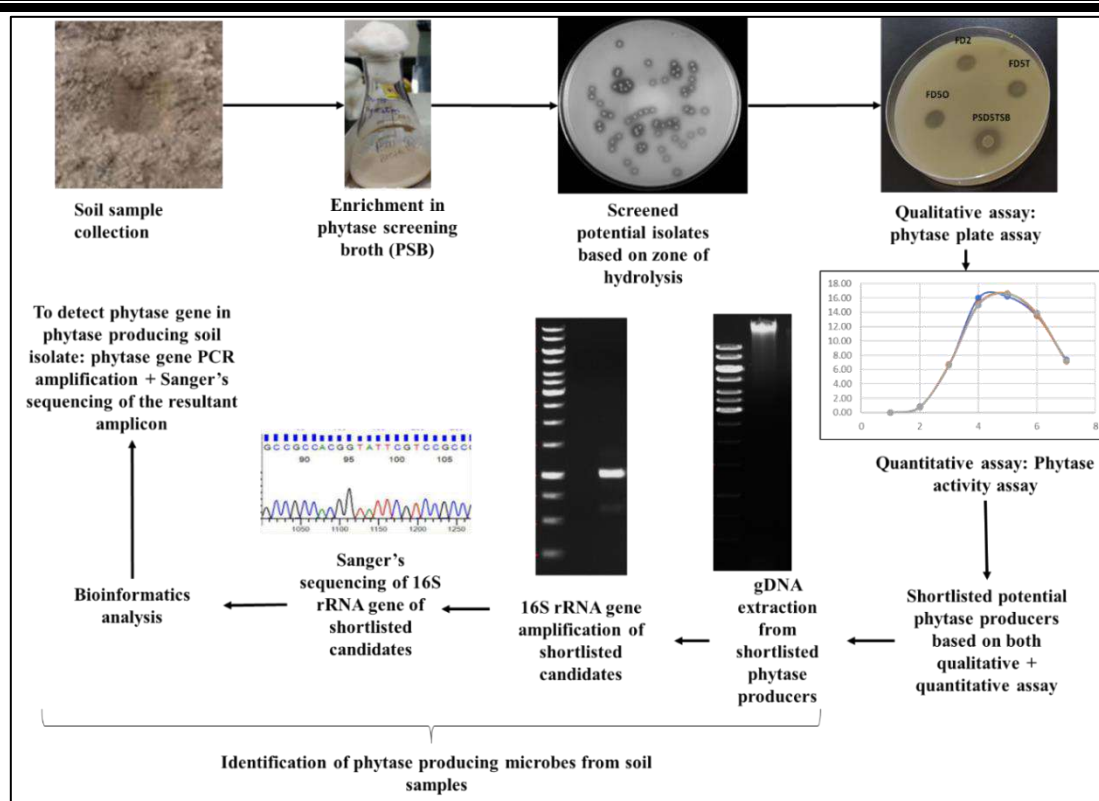 FD2
FD5T
FD5O
PSD5TSB
Soil sample
collection
Enrichment in
phytase screening
broth (PSB)
Screened
potential isolates
based on zone of
hydrolysis
Qualitative assay:
phytase plate assay
18.00
16.00
14.00
12.00
10.00
8.00
6.00
4.00
2.00
0.00
0 2 4 6 8
Quantitative assay: Phytase
activity assay
Shortlisted potential
phytase producers
based on both
qualitative +
quantitative assay
gDNA
extraction
from
shortlisted
phytase
producers
16S rRNA gene
amplification of
shortlisted
candidates
G C C G C C A C G G T A T T C G T C C G C C
90 95 100 105
1050 1100 1150 1200 1250
Sanger's
sequencing of 16S
rRNA gene of
shortlisted
candidates
Bioinformatics
analysis
To detect phytase gene in
phytase producing soil
isolate: phytase gene PCR
amplification + Sanger's
sequencing of the resultant
amplicon
Identification of phytase producing microbes from soil
samples